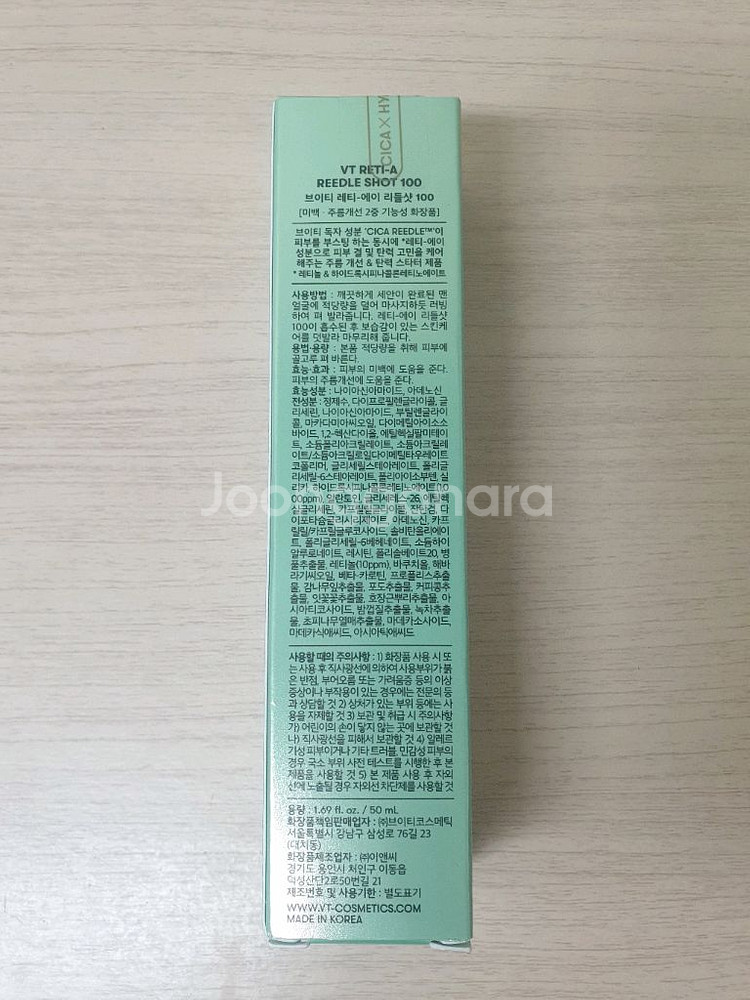 CICA X HY
VT RETI-A
REEDLE SHOT 100
브이티 레티-에이 리들샷 100
[미백 · 주름개선 2중 기능성 화장품]
브이티 독자 성분 'CICA REEDLE™'이
피부를 부스팅 하는 동시에 *레티-에이
성분으로 피부 결 및 탄력 고민을 케어
해주는 주름 개선 & 탄력 스타터 제품
* 레티놀 & 하이드록시피나콜론레티노에이트
사용방법 : 깨끗하게 세안이 완료된 맨
얼굴에 적당량을 덜어 마사지하듯 러빙
하여 펴 발라줍니다. 레티-에이 리들샷
100이 흡수된 후 보습감이 있는 스킨케
어를 덧발라 마무리해 줍니다.
용법·용량 : 본품 적당량을 취해 피부에
골고루 펴 바른다.
효능·효과 : 피부의 미백에 도움을 준다.
피부의 주름개선에 도움을 준다.
효능성분 : 나이아신아마이드, 아데노신
전성분 : 정제수, 다이프로필렌글라이콜, 글
리세린, 나이아신아마이드, 부틸렌글라이
콜, 마카다미아씨오일, 다이메틸아이소소
바이드, 1,2-헥산다이올, 에틸헥실팔미테이
트, 소듐폴리아크릴레이트, 소듐아크릴레이
트/소듐아크릴로일다이메틸타우레이트
코폴리머, 글리세릴스테아레이트, 폴리글
리세릴-6스테아레이트, 폴리아이소부텐, 실
리카, 하이드록시피나콜론레티노에이트(100
00ppm), 알란토인, 글리세레스-26, 에틸헥
실글리세린, 카프릴릴글라이콜, 잔탄검, 다
이포타슘글리시리제이트, 아데노신, 카프
릴릴/카프릴글루코사이드, 솔비탄올리에이
트, 폴리글리세릴-6베헤네이트, 소듐하이
알루로네이트, 레시틴, 폴리솔베이트20, 병
풀추출물, 레티놀(10ppm), 바쿠치올, 해바
라기씨오일, 베타-카로틴, 프로폴리스추출
물, 감나무잎추출물, 포도추출물, 커피콩추
출물, 잇꽃꽃추출물, 호장근뿌리추출물, 아
시아티코사이드, 밤껍질추출물, 녹차추출
물, 초피나무열매추출물, 마데카소사이드,
마데카식애씨드, 아시아틱애씨드
사용할 때의 주의사항 : 1) 화장품 사용 시 또
는 사용 후 직사광선에 의하여 사용부위가 붉
은 반점, 부어오름 또는 가려움증 등의 이상
증상이나 부작용이 있는 경우에는 전문의 등
과 상담할 것 2) 상처가 있는 부위 등에는 사
용을 자제할 것 3) 보관 및 취급 시 주의사항
가) 어린이의 손이 닿지 않는 곳에 보관할 것
나) 직사광선을 피해서 보관할 것 4) 알레르
기성 피부이거나 기타 트러블, 민감성 피부의
경우 국소 부위 사전 테스트를 시행한 후 본
제품을 사용할 것 5) 본 제품 사용 후 자외
선에 노출될 경우 자외선 차단제를 사용할 것
용량 : 1.69 fl. oz. / 50 mL
화장품책임판매업자 : ㈜브이티코스메틱
서울특별시 강남구 삼성로 76길 23
(대치동)
화장품제조업자 : ㈜이앤씨
경기도 용인시 처인구 이동읍
덕성산단2로50번길 21
제조번호 및 사용기한 : 별도표기
WWW.VT-COSMETICS.COM
MADE IN KOREA
Joonggonara